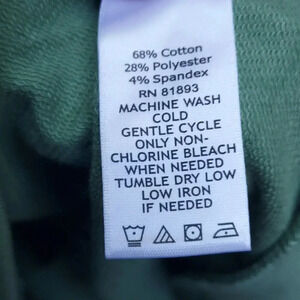 68% Cotton
28% Polyester
4% Spandex
RN 81893
MACHINE WASH
COLD
GENTLE CYCLE
ONLY NON-
CHLORINE BLEACH
WHEN NEEDED
TUMBLE DRY LOW
LOW IRON
IF NEEDED